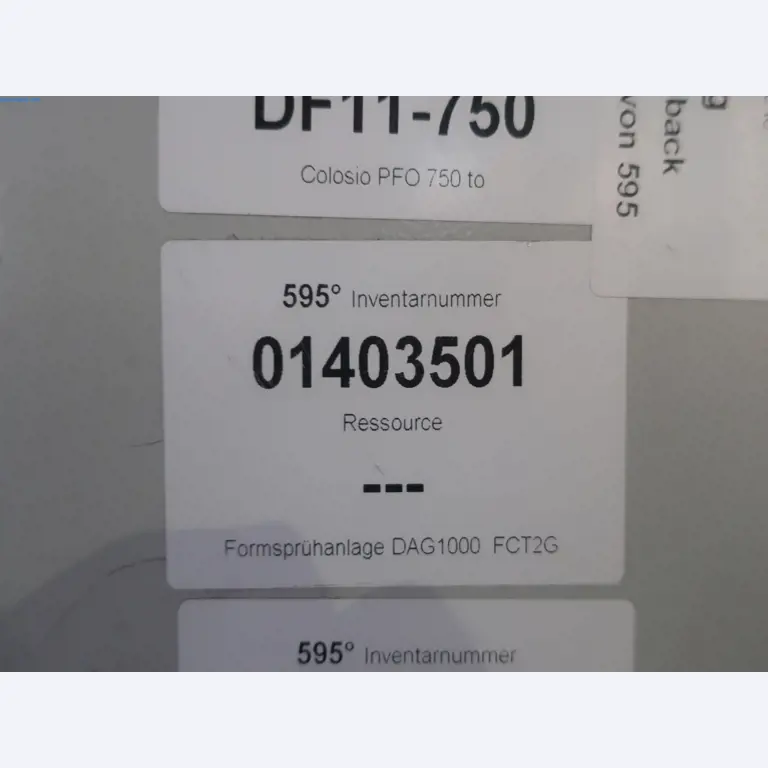 DF11-750
Colosio PFO 750 to
595° Inventarnummer
01403501
Ressource
---
Formsprühanlage DAG1000 FCT2G
595° Inventarnummer
back
von 595